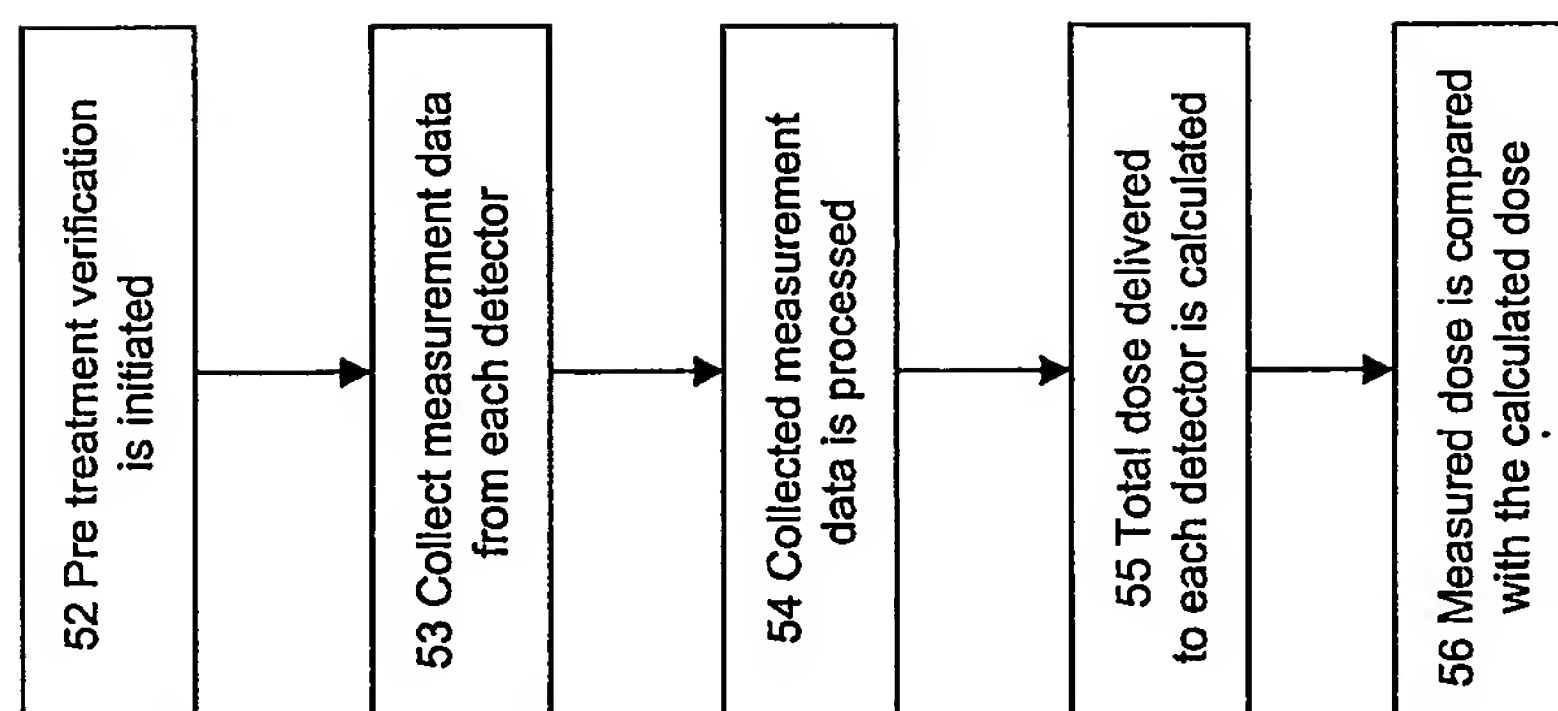 52 Pre treatment verification
is initiated
53 Collect measurement data
from each detector
54 Collected measurement
data is processed
55 Total dose delivered
to each detector is calculated
56 Measured dose is compared
with the calculated dose